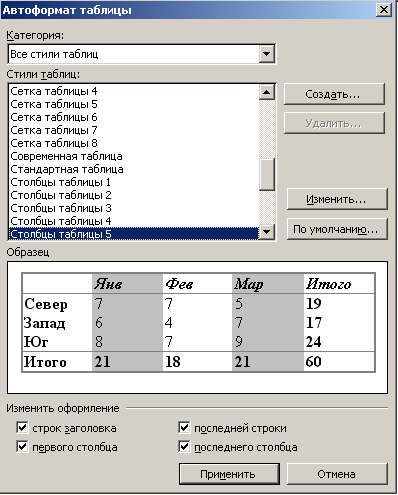 Автоформат таблицы
Категория:
Все стили таблиц
Стили таблиц:
Сетка таблицы 4
Сетка таблицы 5
Сетка таблицы 6
Сетка таблицы 7
Сетка таблицы 8
Современная таблица
Стандартная таблица
Столбцы таблицы 1
Столбцы таблицы 2
Столбцы таблицы 3
Столбцы таблицы 4
Столбцы таблицы 5
Создать...
Удалить...
Изменить...
По умолчанию...
Образец
Янв Фев Мар Итого
Север 7 7 5 19
Запад 6 4 7 17
Юг 8 7 9 24
Итого 21 18 21 60
Изменить оформление
строк заголовка
последней строки
первого столбца
последнего столбца
Применить
Отмена